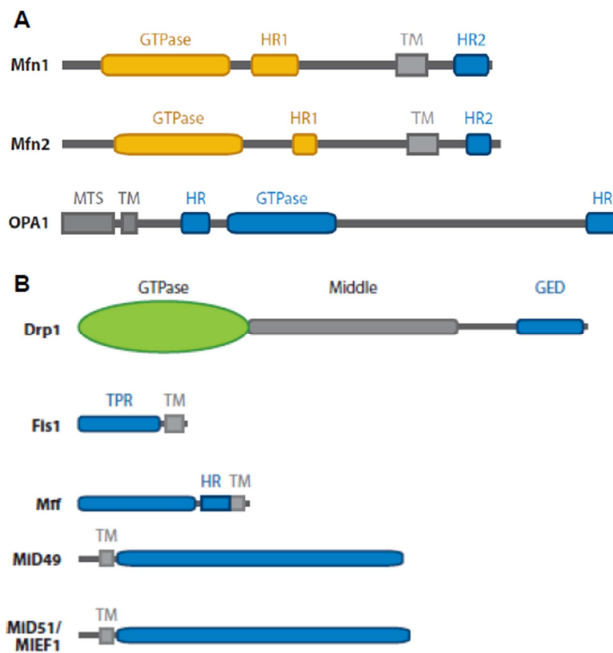 A
GTPase HR1 TM HR2
Mfn1
GTPase HR1 TM HR2
Mfn2
MTS TM HR GTPase HR
OPA1
B
GTPase Middle GED
Drp1
TPR TM
Fis1
HR TM
Mff
TM
MiD49
TM
MiD51/
MIEF1